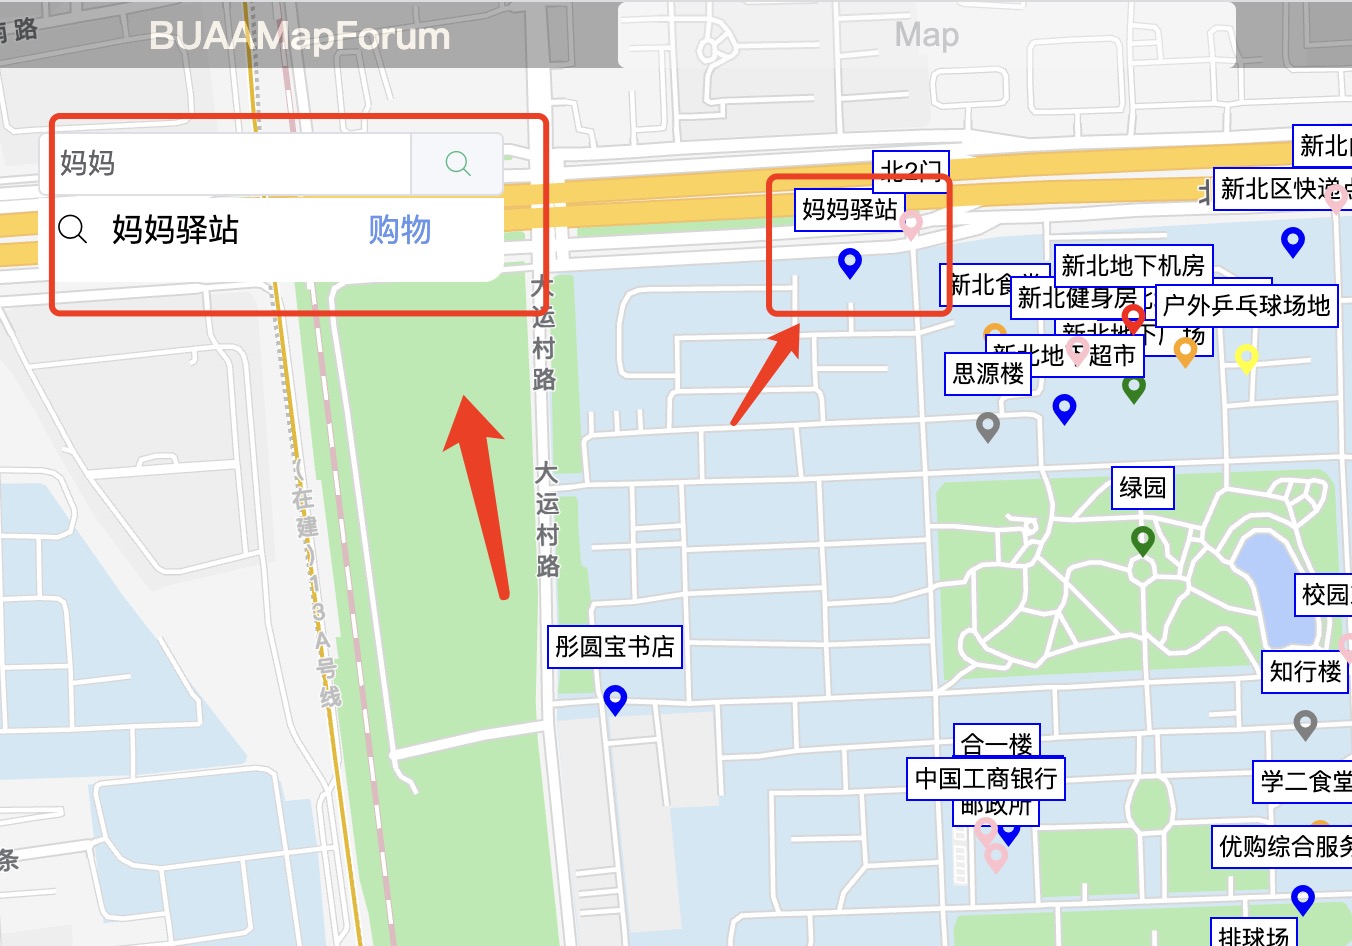 南路
BUAAMapForum
Map
妈妈
妈妈驿站
购物
北2门
妈妈驿站
新北区快递点
新北地下机房
新北健身房
户外乒乓球场地
新北地下超市
思源楼
大运村路
大运村路
(在建)13A号线
绿园
彤圆宝书店
校园
知行楼
合一楼
中国工商银行
邮政所
学二食堂
优购综合服务
排球场
条